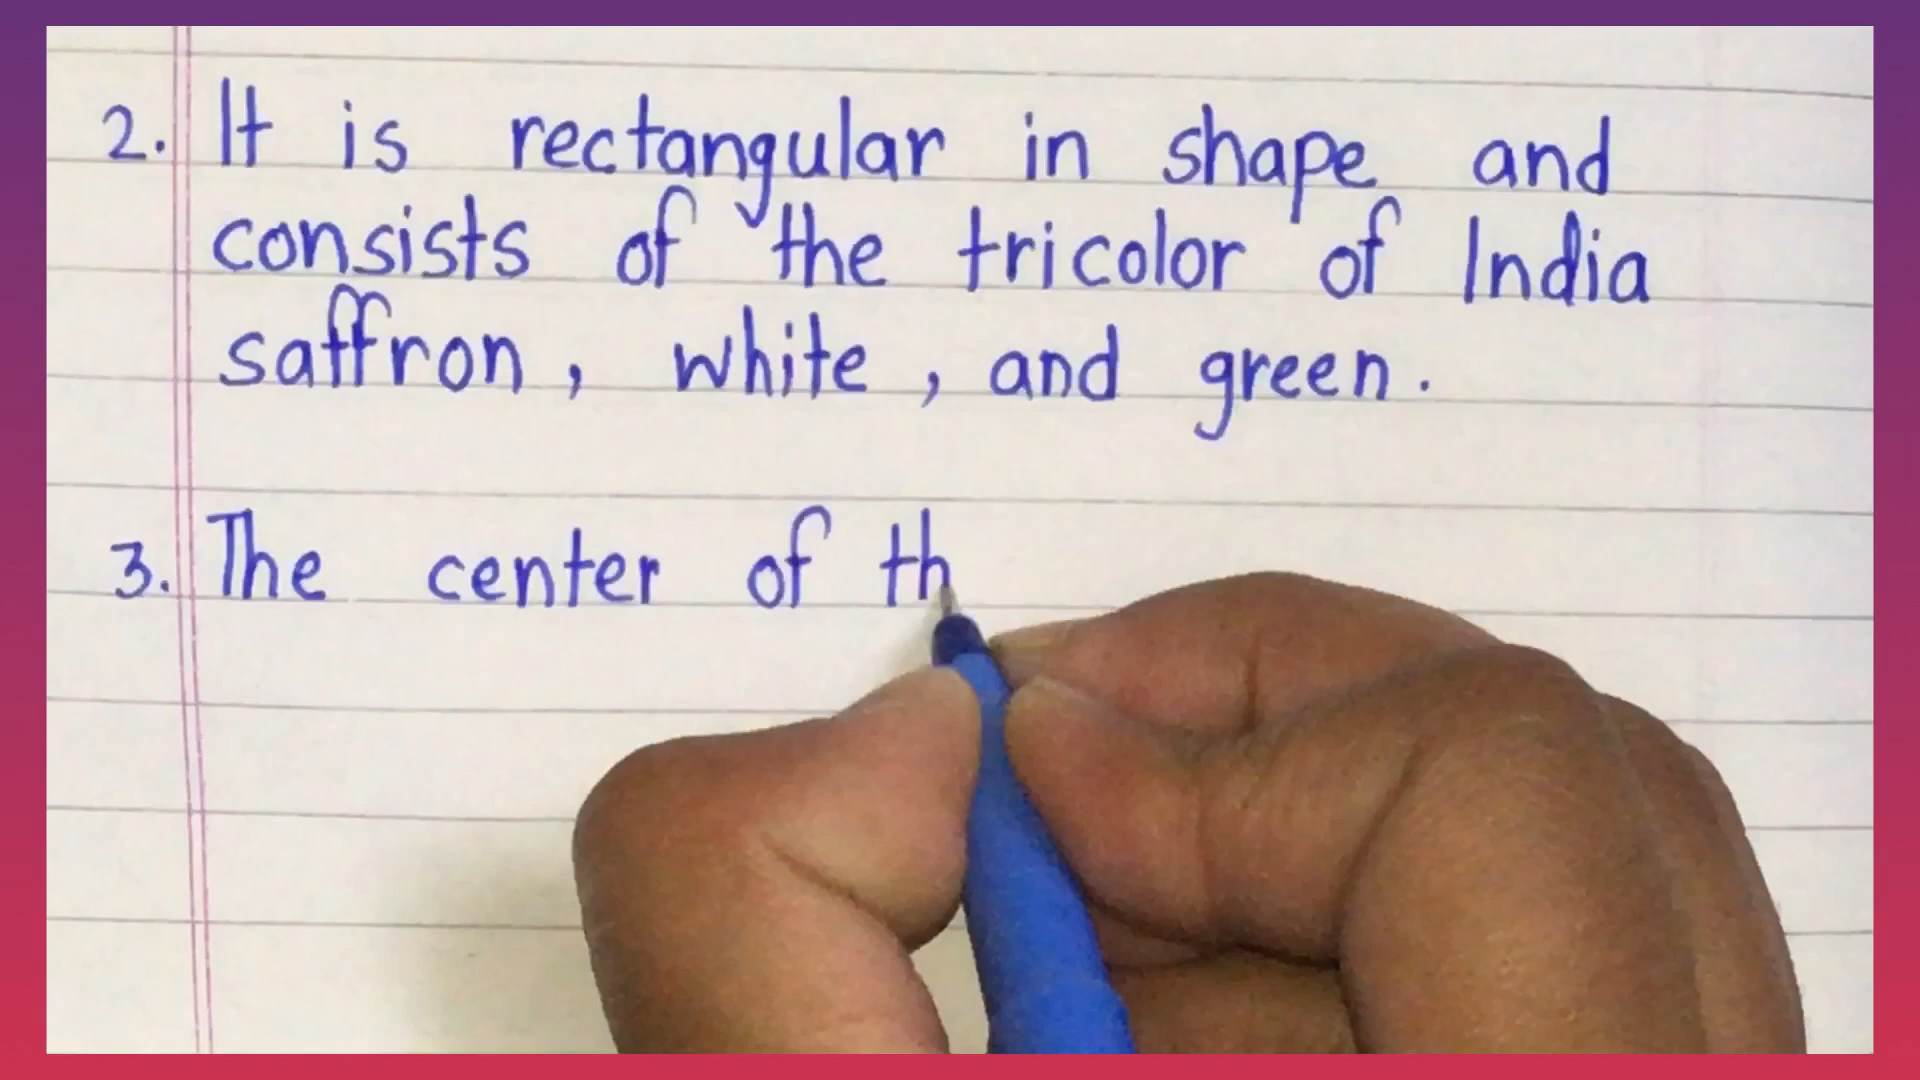 2. It is rectangular in shape and
consists of the tricolor of India
saffron, white, and green.
3. The center of th